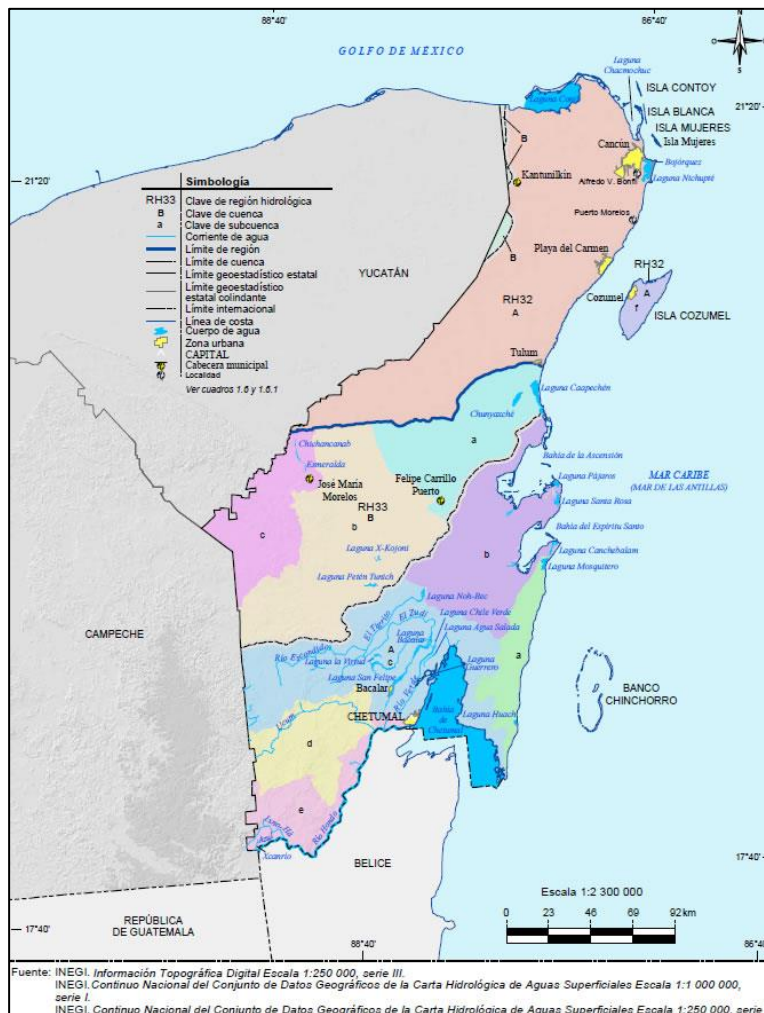 88°40'
86°40'
GOLFO DE MÉXICO
N
O
E
S
Laguna
Chacmochuc
ISLA CONTOY
21°20'
ISLA BLANCA
ISLA MUJERES
Isla Mujeres
B
Cancún
Bojórquez
21°20'
Kantunilkin
Alfredo V. Bonfil
Laguna Nichupté
Simbología
RH33 Clave de región hidrológica
B Clave de cuenca
a Clave de subcuenca
Corriente de agua
Límite de región
Límite de cuenca
Límite geoestadístico estatal
Límite geoestadístico
estatal colindante
Límite internacional
Línea de costa
Cuerpo de agua
Zona urbana
CAPITAL
Cabecera municipal
Localidad
Ver cuadros 1.6 y 1.6.1
Puerto Morelos
Playa del Carmen
B
YUCATÁN
RH32
RH32
A
Cozumel
A
f
ISLA COZUMEL
Tulum
Laguna Caapechén
Chunyaxché
a
Chichancanab
Bahía de la Ascensión
Esmeralda
José María
Morelos
Felipe Carrillo
Puerto
Laguna Pájaros
MAR CARIBE
(MAR DE LAS ANTILLAS)
Laguna Santa Rosa
RH33
B
c
b
Bahía del Espíritu Santo
Laguna X-Kojoni
b
Laguna Canchebalam
Laguna Mosquitero
Laguna Petén Tunich
Laguna Noh-Bec
CAMPECHE
El Tigrito
Laguna Chile Verde
Laguna Agua Salada
Río Escondido
Laguna
Bacalar
A
c
a
Laguna la Virtud
Laguna
Guerrero
Laguna San Felipe
Bacalar
Río Verde
BANCO
CHINCHORRO
CHETUMAL
Bahía
de
Chetumal
Laguna Huach
Ucum
d
e
Río Hondo
Azul
Xcanrio
BELICE
17°40'
Escala 1:2 300 000
0 23 46 69 92 km
REPÚBLICA
DE GUATEMALA
17°40'
88°40'
86°40'
Fuente: INEGI. Información Topográfica Digital Escala 1:250 000, serie III.
INEGI. Continuo Nacional del Conjunto de Datos Geográficos de la Carta Hidrológica de Aguas Superficiales Escala 1:1 000 000,
serie I.
INEGI. Continuo Nacional del Conjunto de Datos Geográficos de la Carta Hidrológica de Aguas Superficiales Escala 1:250 000, serie